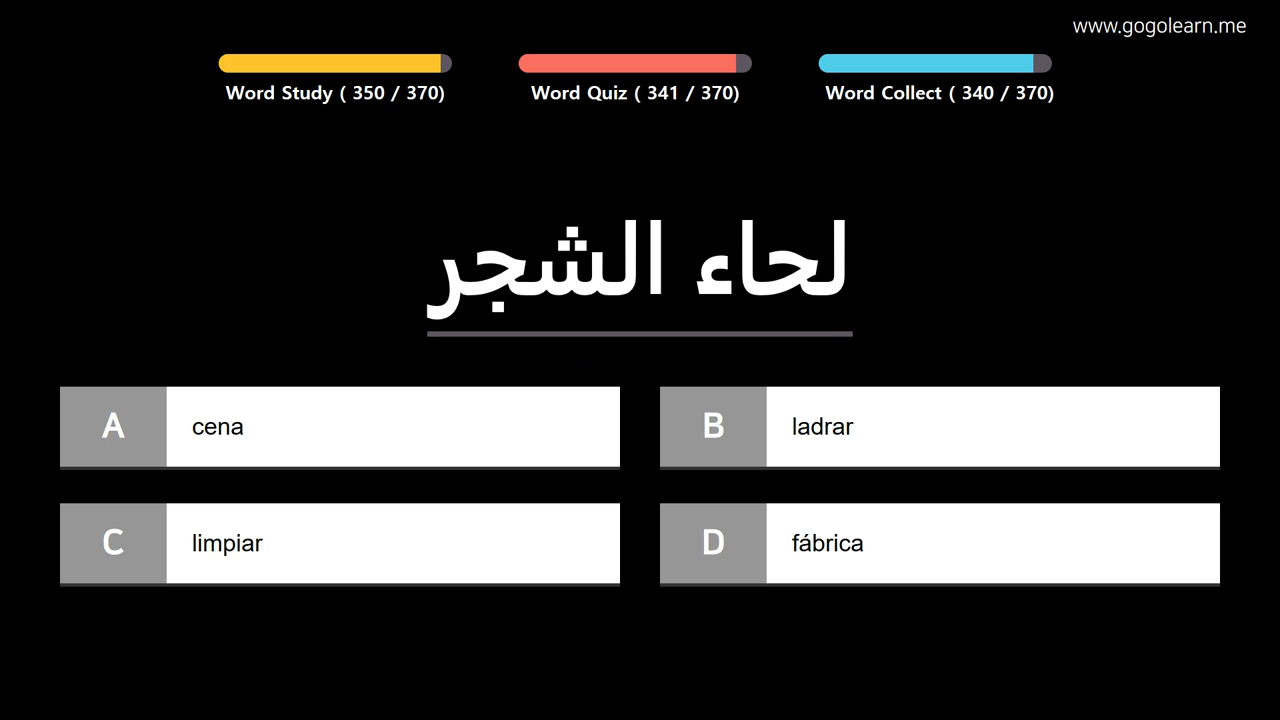 www.gogolearn.me
Word Study ( 350 / 370)
Word Quiz ( 341 / 370)
Word Collect ( 340 / 370)
لحاء الشجر
A cena
B ladrar
C limpiar
D fábrica